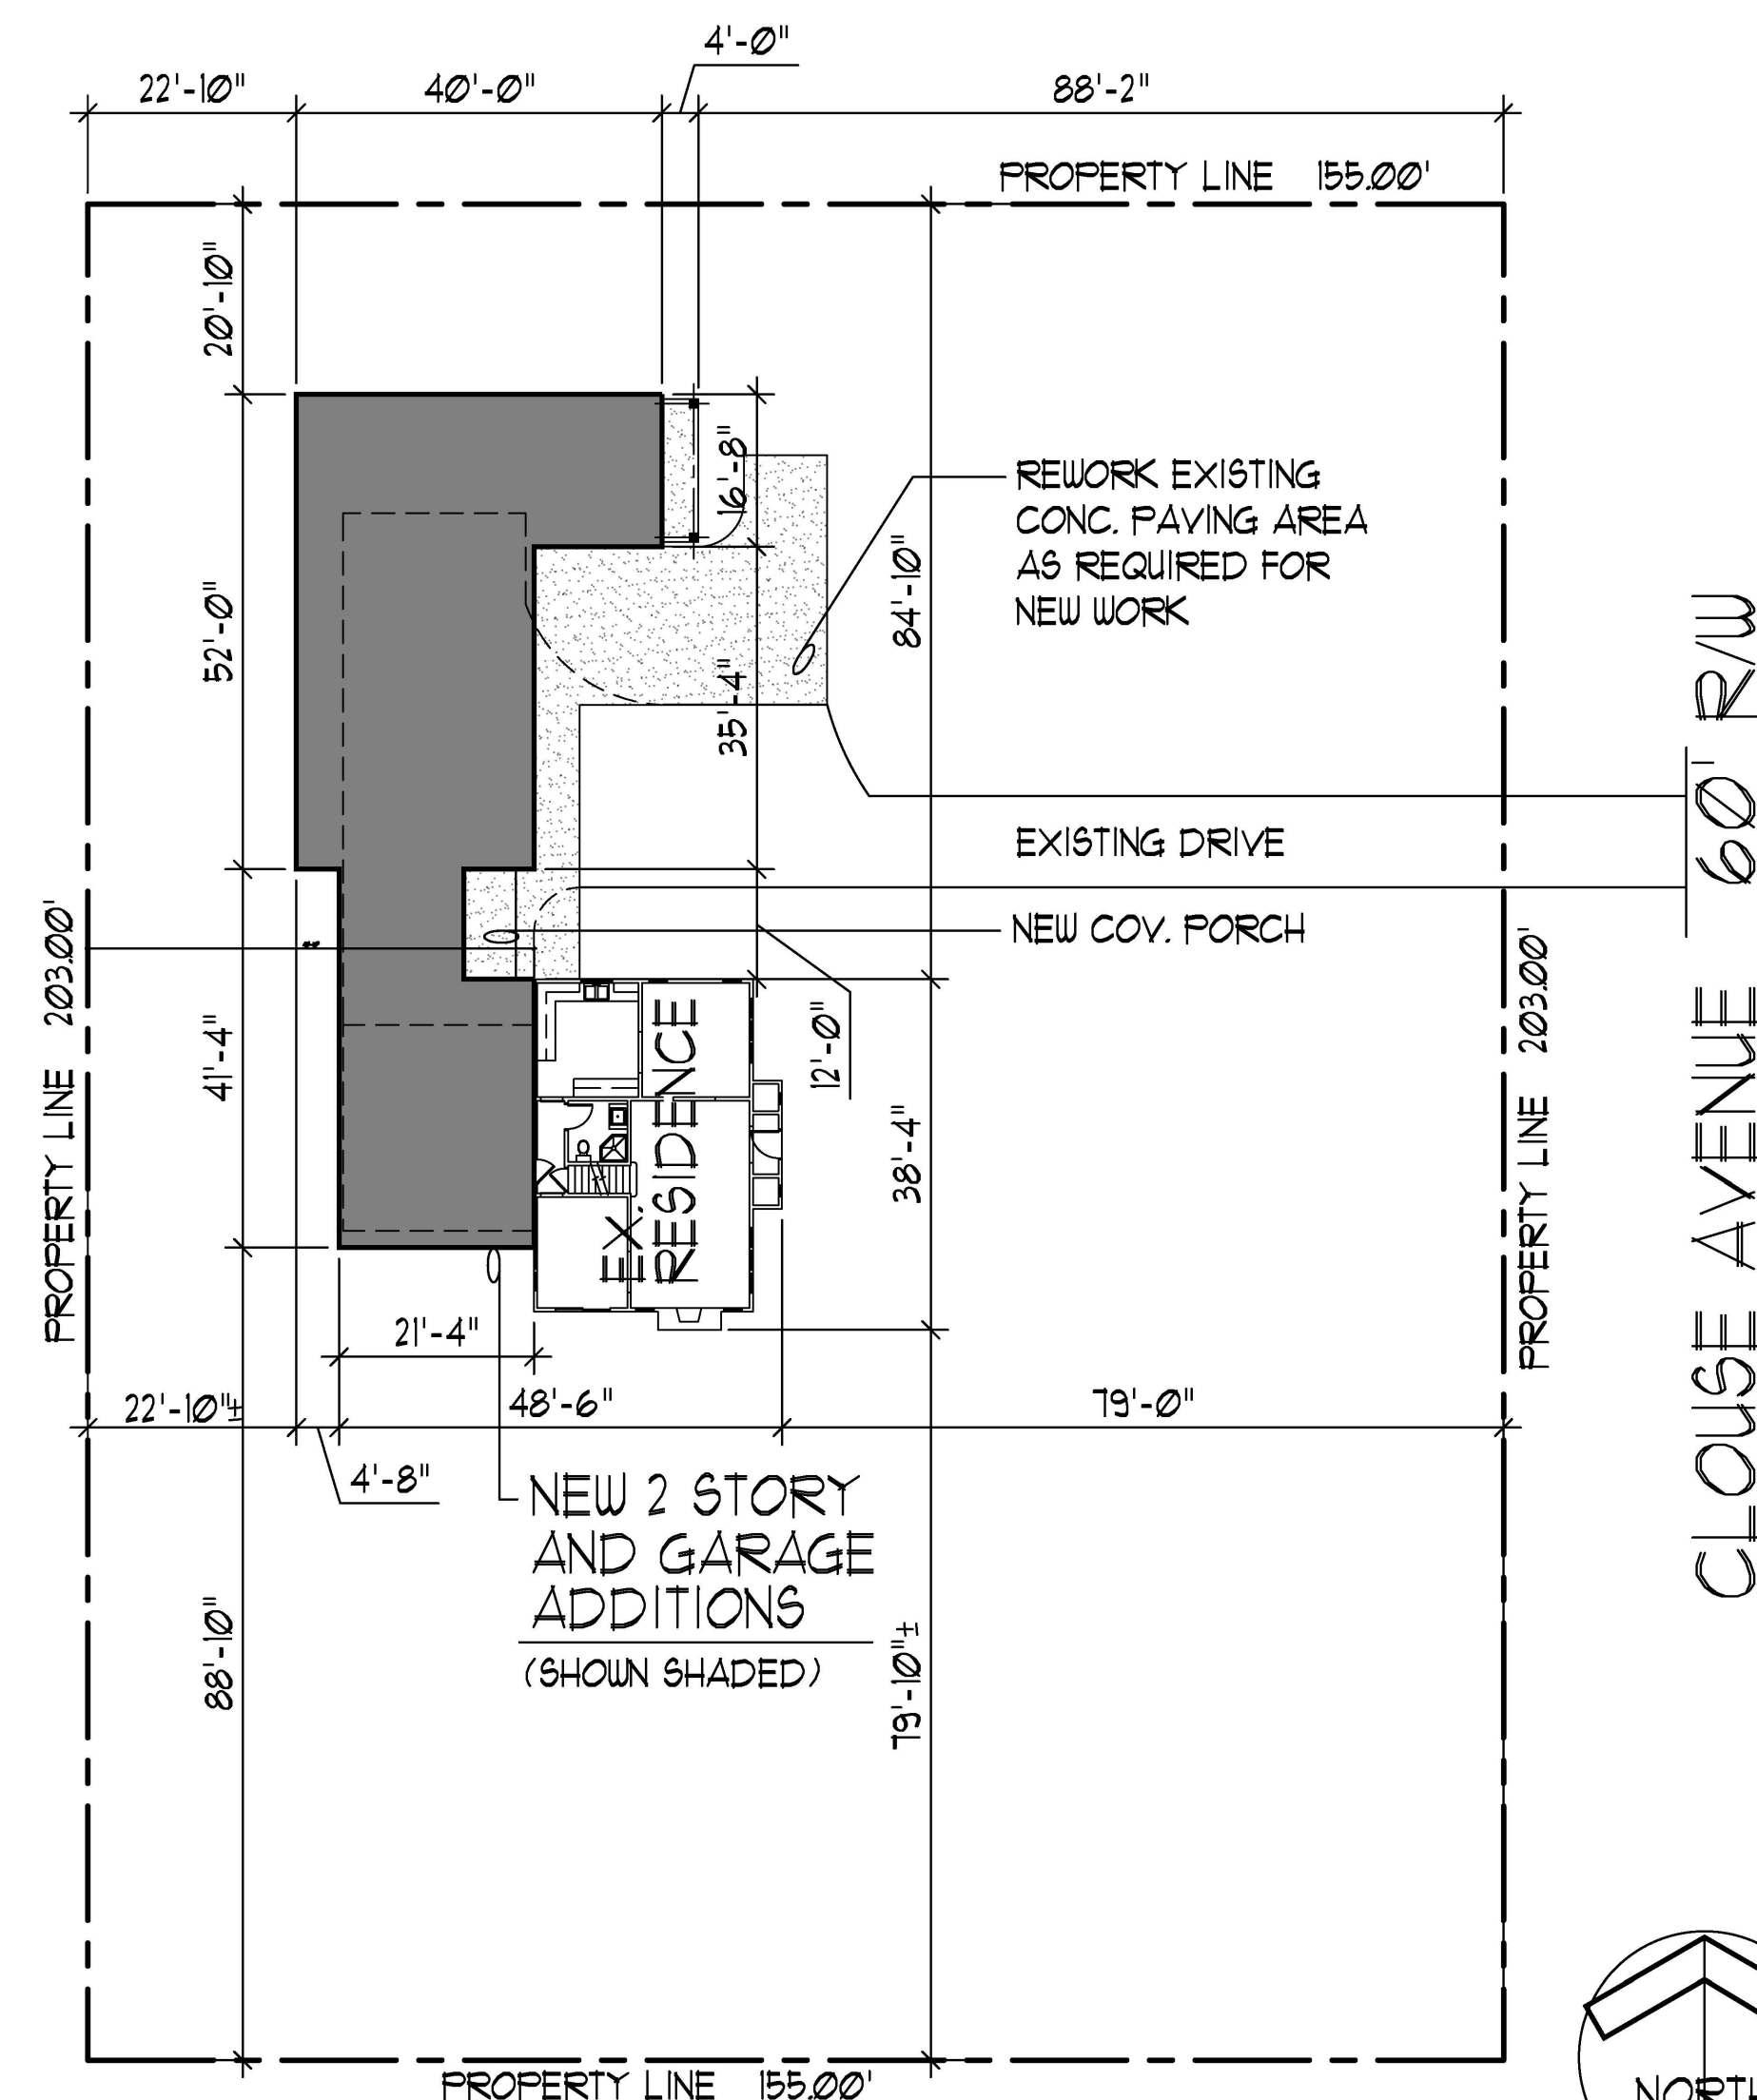 4'-0"
22'-10"
40'-0"
88'-2"
PROPERTY LINE 155.00'
20'-10"
16'-8"
REWORK EXISTING
CONC. PAVING AREA
AS REQUIRED FOR
NEW WORK
84'-10"
52'-0"
35'-4"
EXISTING DRIVE
NEW COV. PORCH
CLOUSE AVENUE 60' R/W
PROPERTY LINE 203.00'
PROPERTY LINE 203.00'
41'-4"
12'-0"
38'-4"
EX.
RESIDENCE
21'-4"
22'-10"±
48'-6"
79'-0"
4'-8"
NEW 2 STORY
AND GARAGE
ADDITIONS
(SHOWN SHADED)
88'-10"
79'-10"±
PROPERTY LINE 155.00'
NORTH